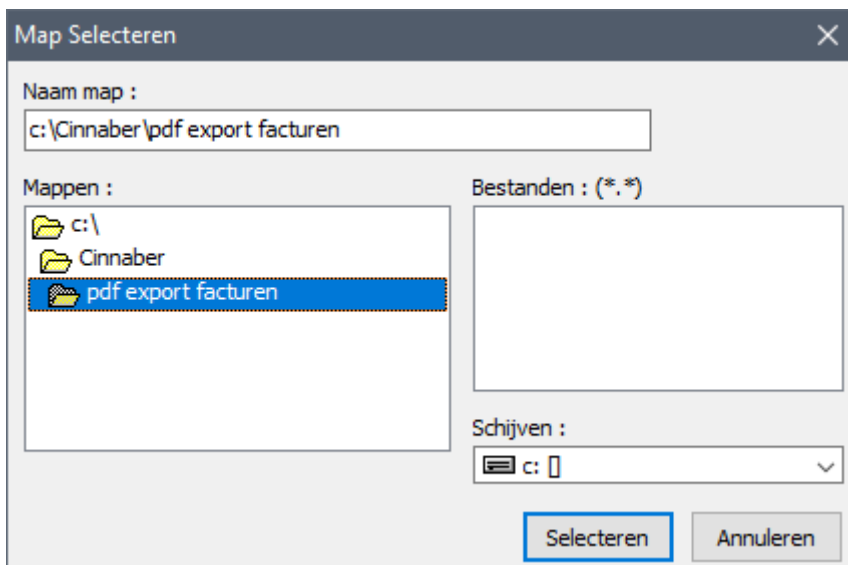 Map Selecteren
Naam map :
c:\Cinnaber\pdf export facturen
Mappen :
c:\
Cinnaber
pdf export facturen
Bestanden : (*.*)
Schijven :
c: []
Selecteren
Annuleren